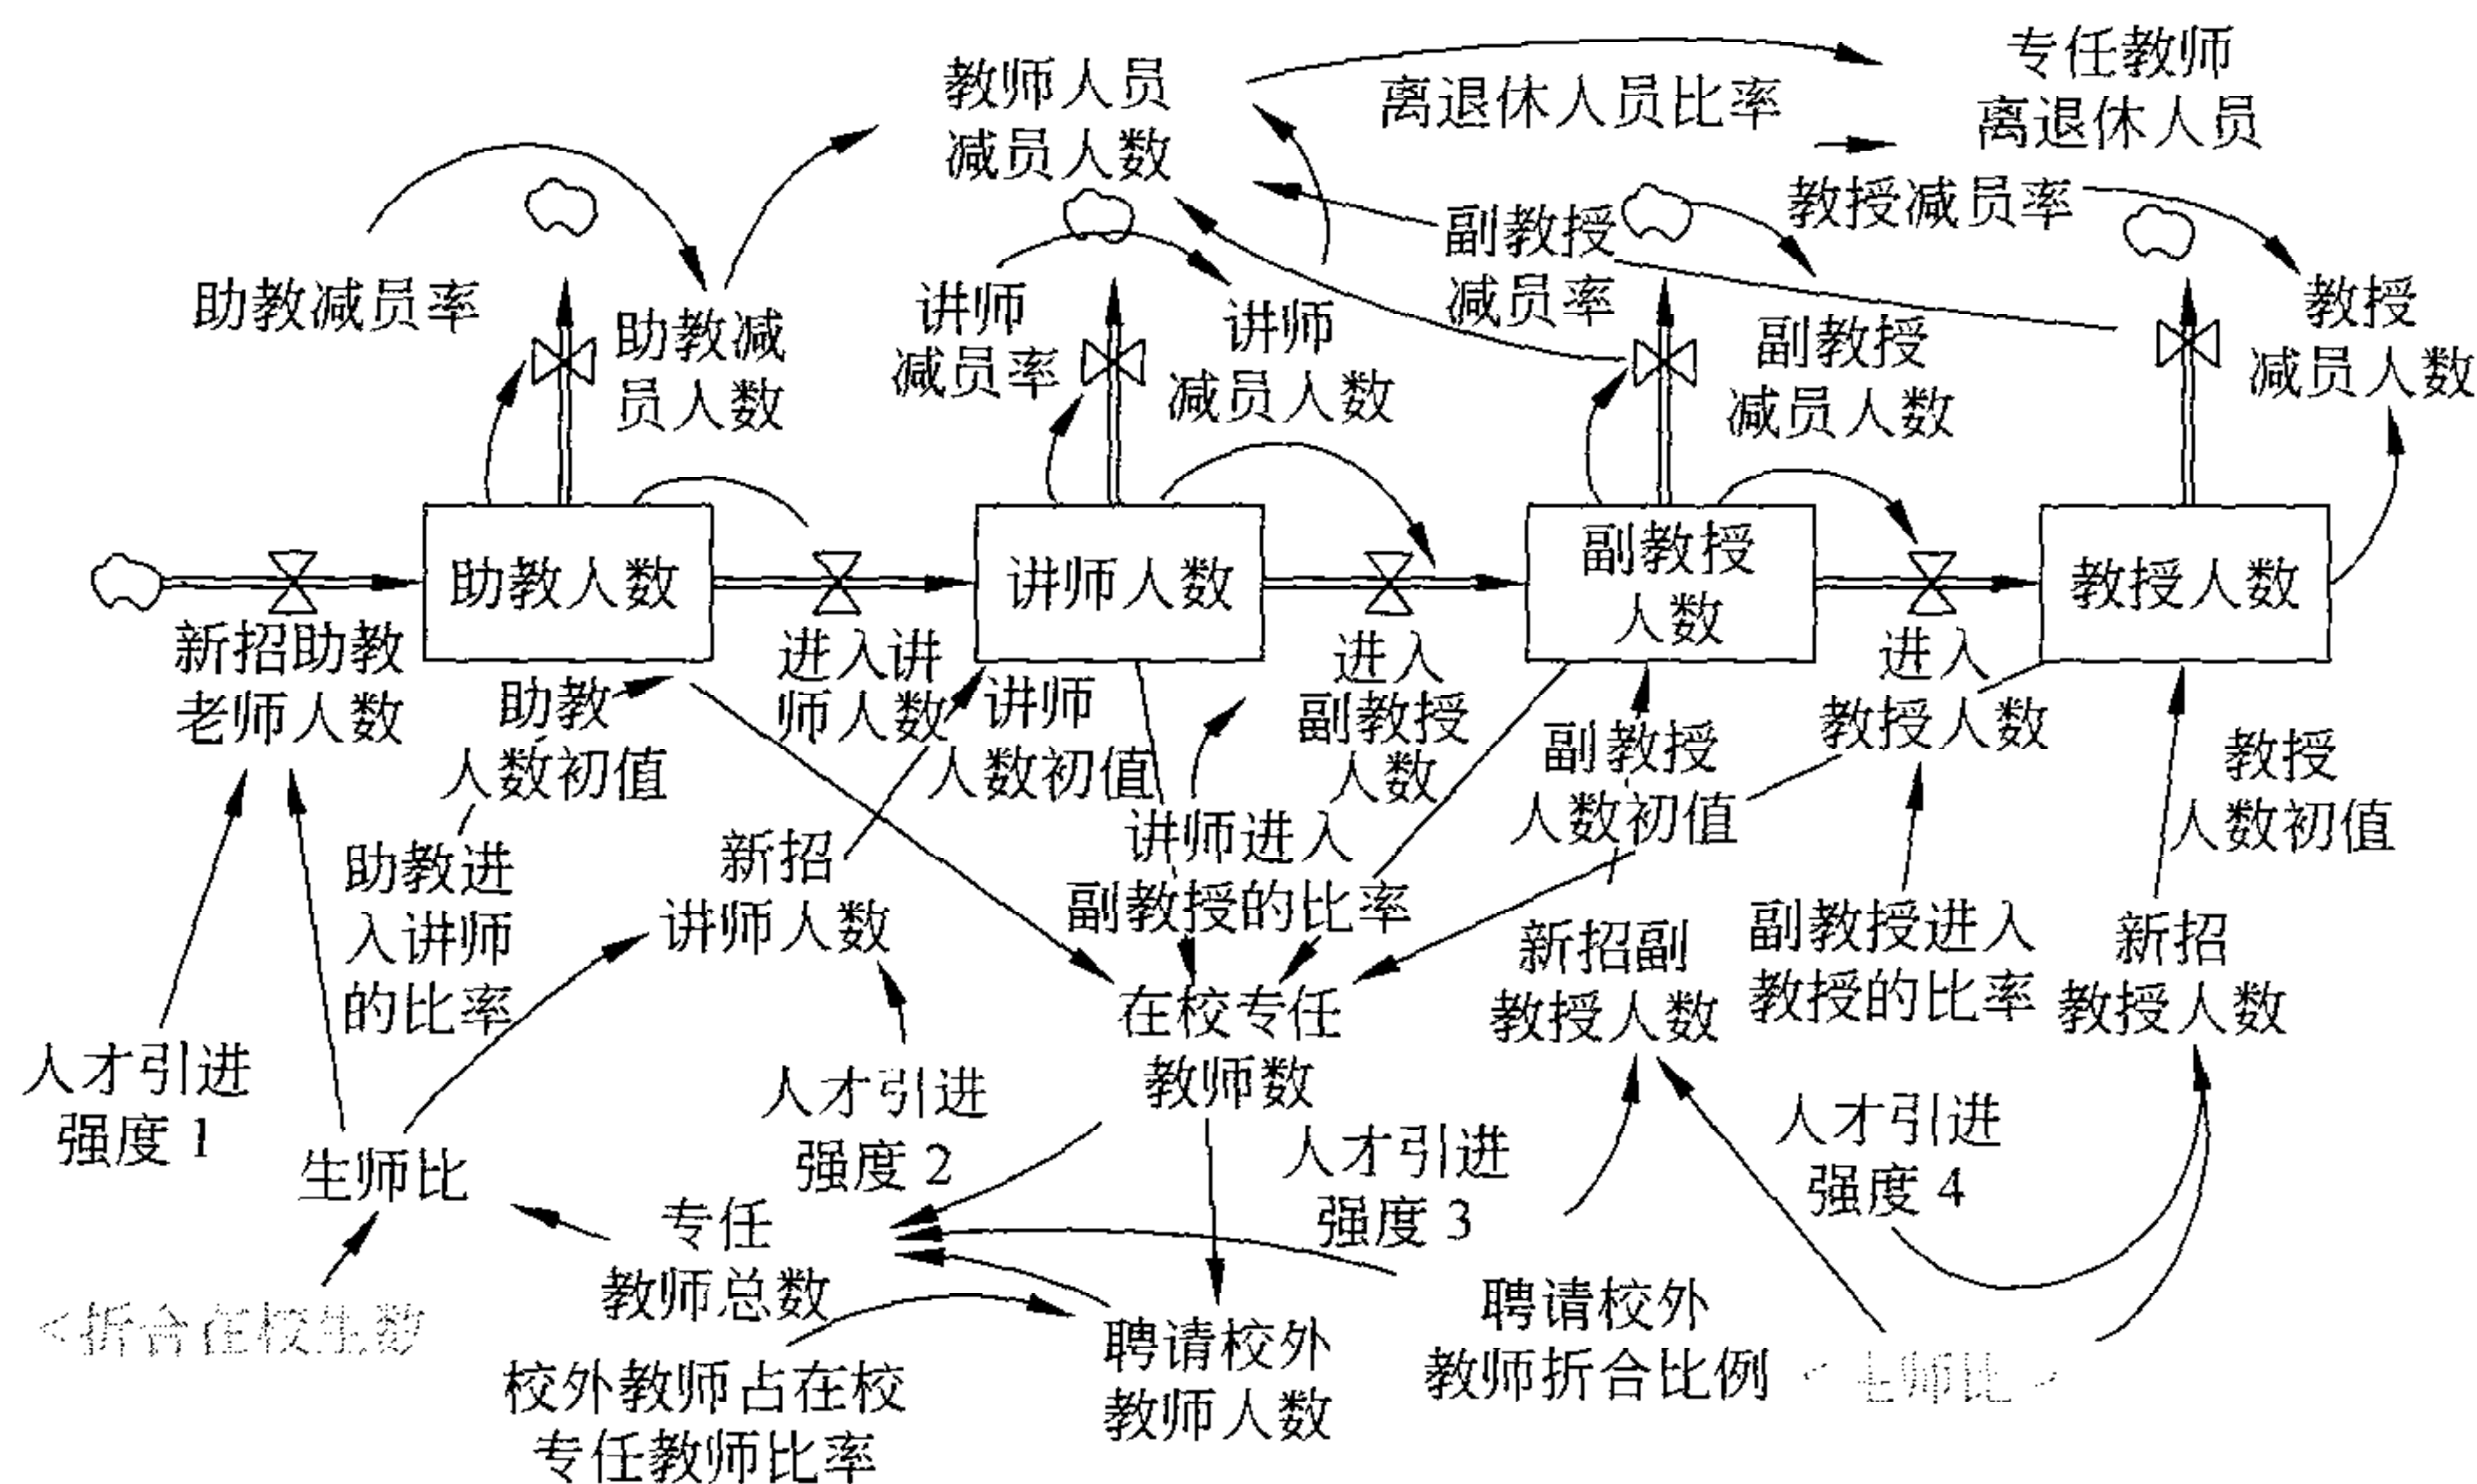 教师人员
减员人数
离退休人员比率
专任教师
离退休人员
教授减员率
助教减员率
助教减
员人数
讲师
减员率
讲师
减员人数
副教授
减员率
副教授
减员人数
教授
减员人数
助教人数
讲师人数
副教授
人数
教授人数
新招助教
老师人数
助教
人数初值
进入讲
师人数
讲师
人数初值
进入
副教授
人数
副教授
人数初值
进入
教授人数
教授
人数初值
助教进
入讲师
的比率
新招
讲师人数
讲师进入
副教授的比率
新招副
教授人数
副教授进入
教授的比率
新招
教授人数
在校专任
教师数
人才引进
强度 1
生师比
人才引进
强度 2
人才引进
强度 3
人才引进
强度 4
专任
教师总数
<折合在校生数
校外教师占在校
专任教师比率
聘请校外
教师人数
聘请校外
教师折合比例
师比